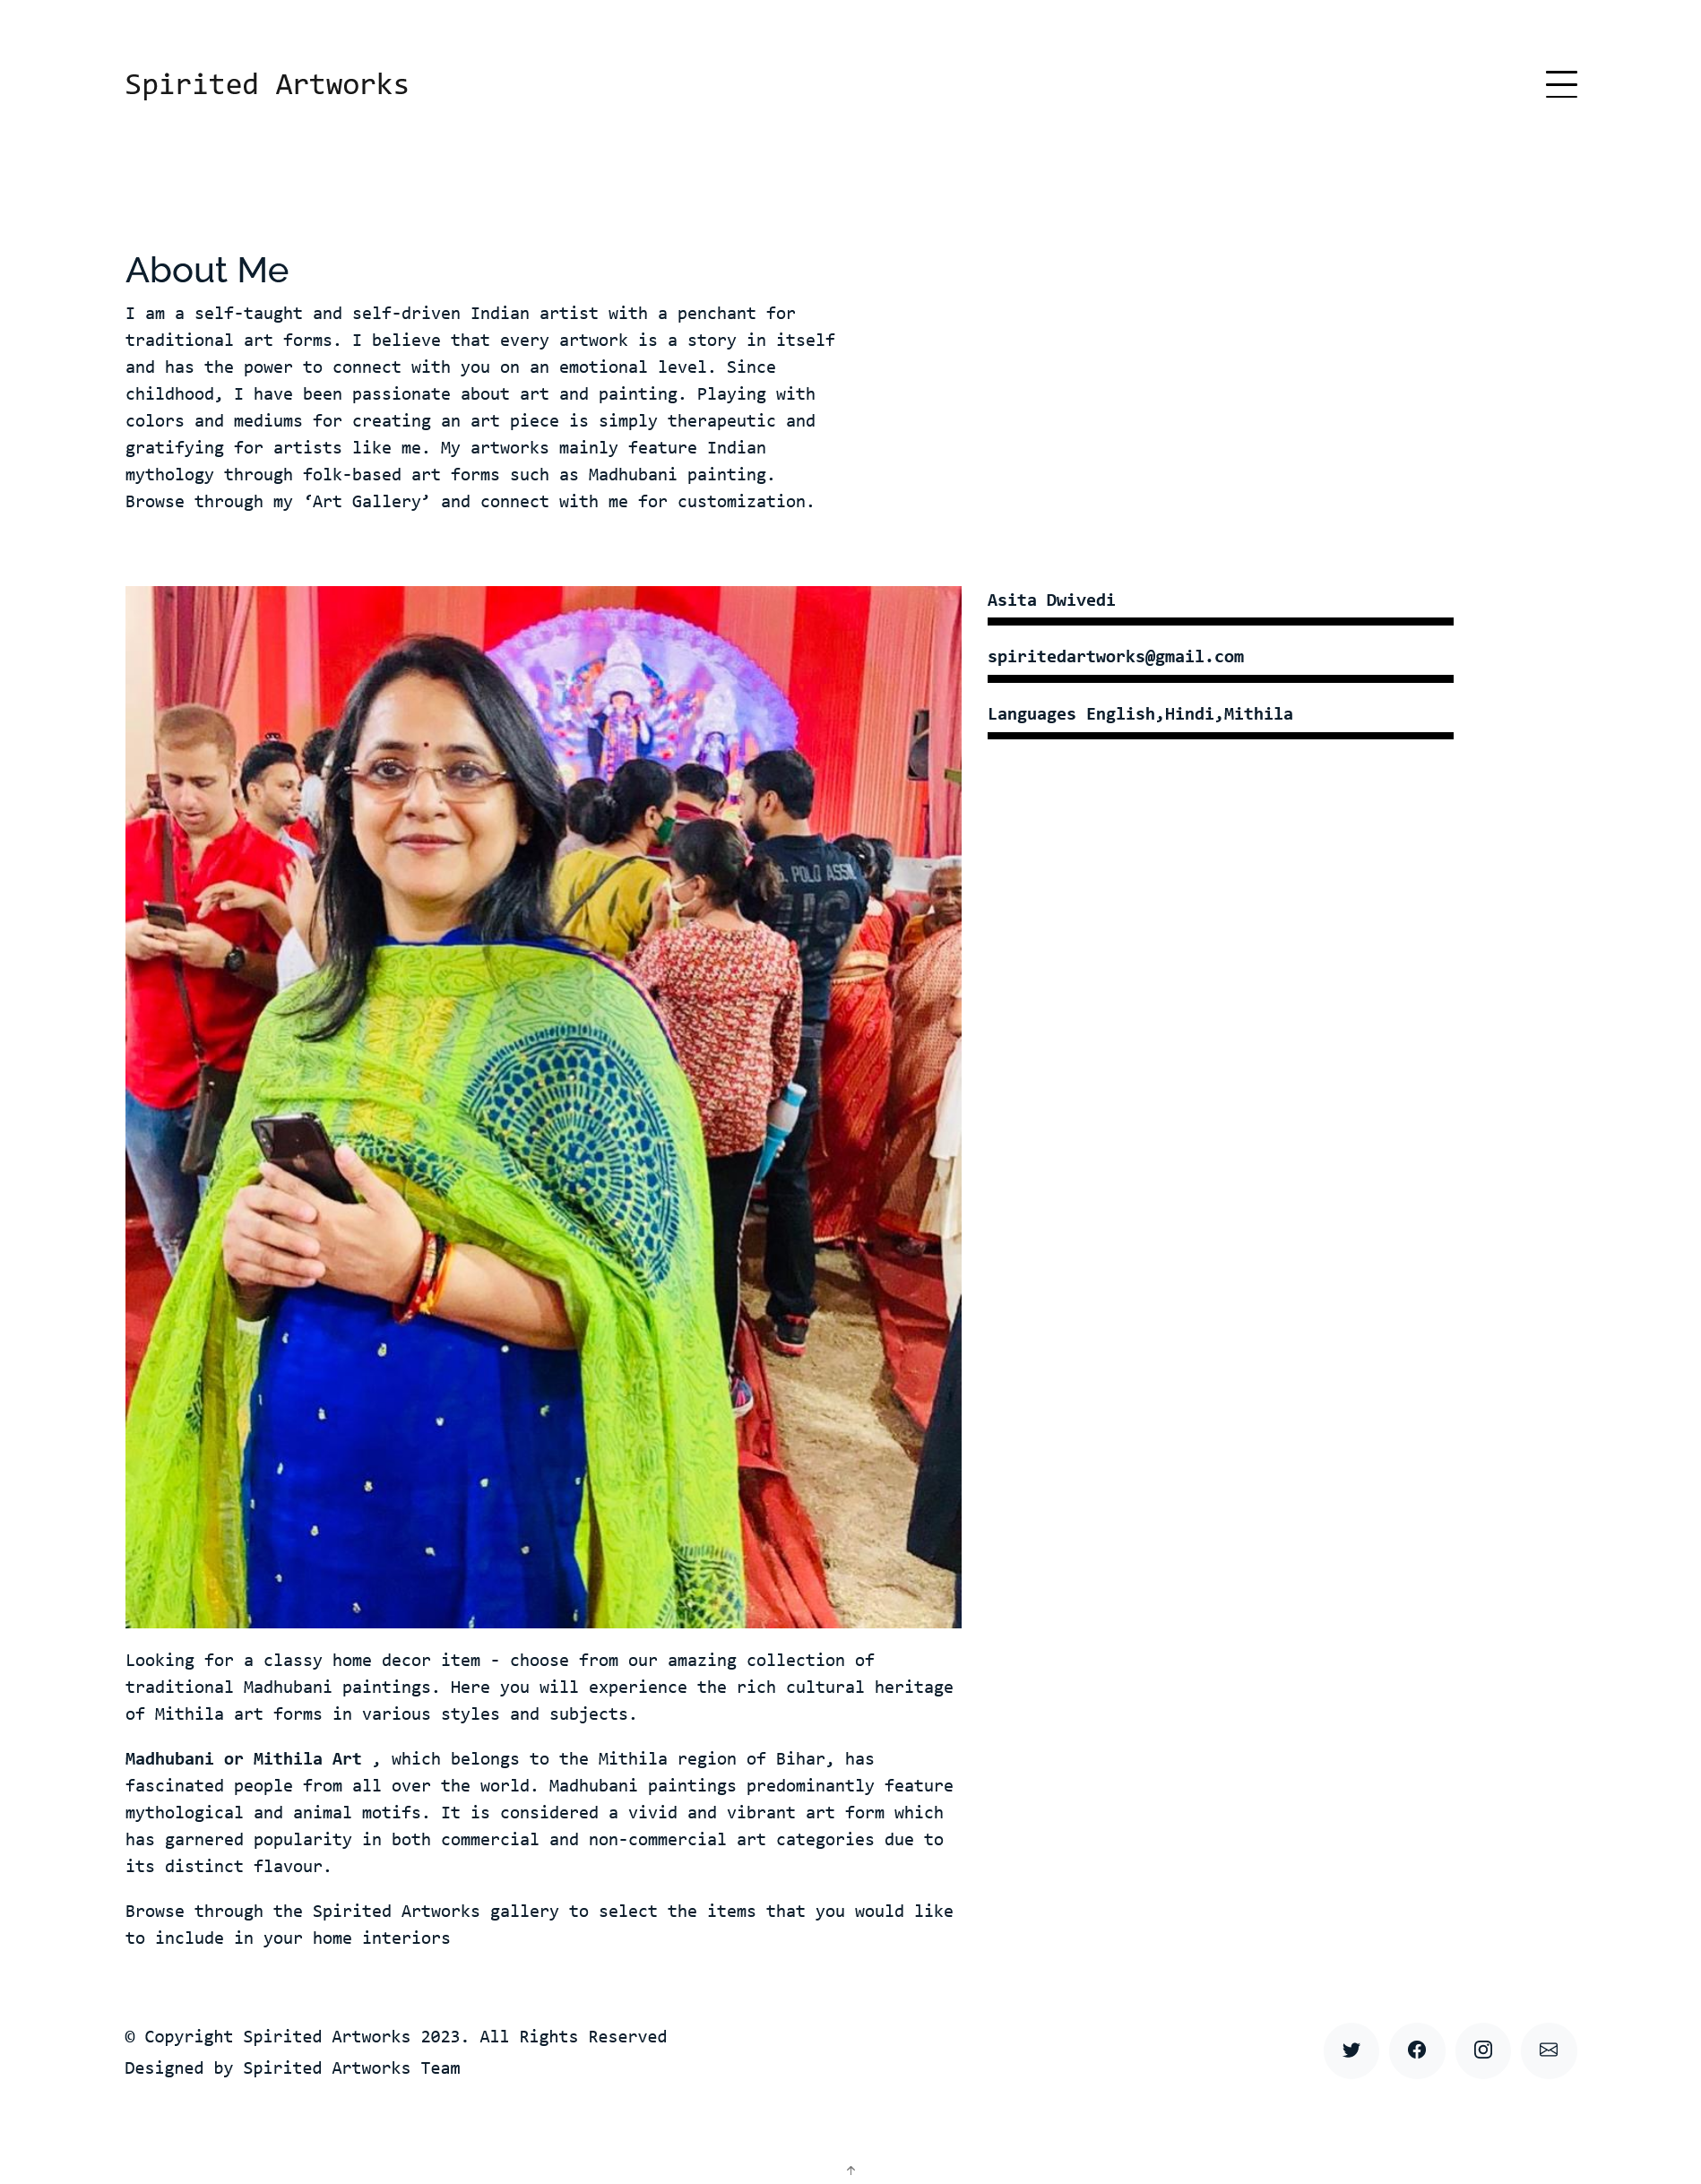 Spirited Artworks
About Me
I am a self-taught and self-driven Indian artist with a penchant for
traditional art forms. I believe that every artwork is a story in itself
and has the power to connect with you on an emotional level. Since
childhood, I have been passionate about art and painting. Playing with
colors and mediums for creating an art piece is simply therapeutic and
gratifying for artists like me. My artworks mainly feature Indian
mythology through folk-based art forms such as Madhubani painting.
Browse through my ‘Art Gallery’ and connect with me for customization.
Asita Dwivedi
spiritedartworks@gmail.com
Languages English,Hindi,Mithila
POLO ASSN
Looking for a classy home decor item - choose from our amazing collection of
traditional Madhubani paintings. Here you will experience the rich cultural heritage
of Mithila art forms in various styles and subjects.
Madhubani or Mithila Art , which belongs to the Mithila region of Bihar, has
fascinated people from all over the world. Madhubani paintings predominantly feature
mythological and animal motifs. It is considered a vivid and vibrant art form which
has garnered popularity in both commercial and non-commercial art categories due to
its distinct flavour.
Browse through the Spirited Artworks gallery to select the items that you would like
to include in your home interiors
© Copyright Spirited Artworks 2023. All Rights Reserved
Designed by Spirited Artworks Team